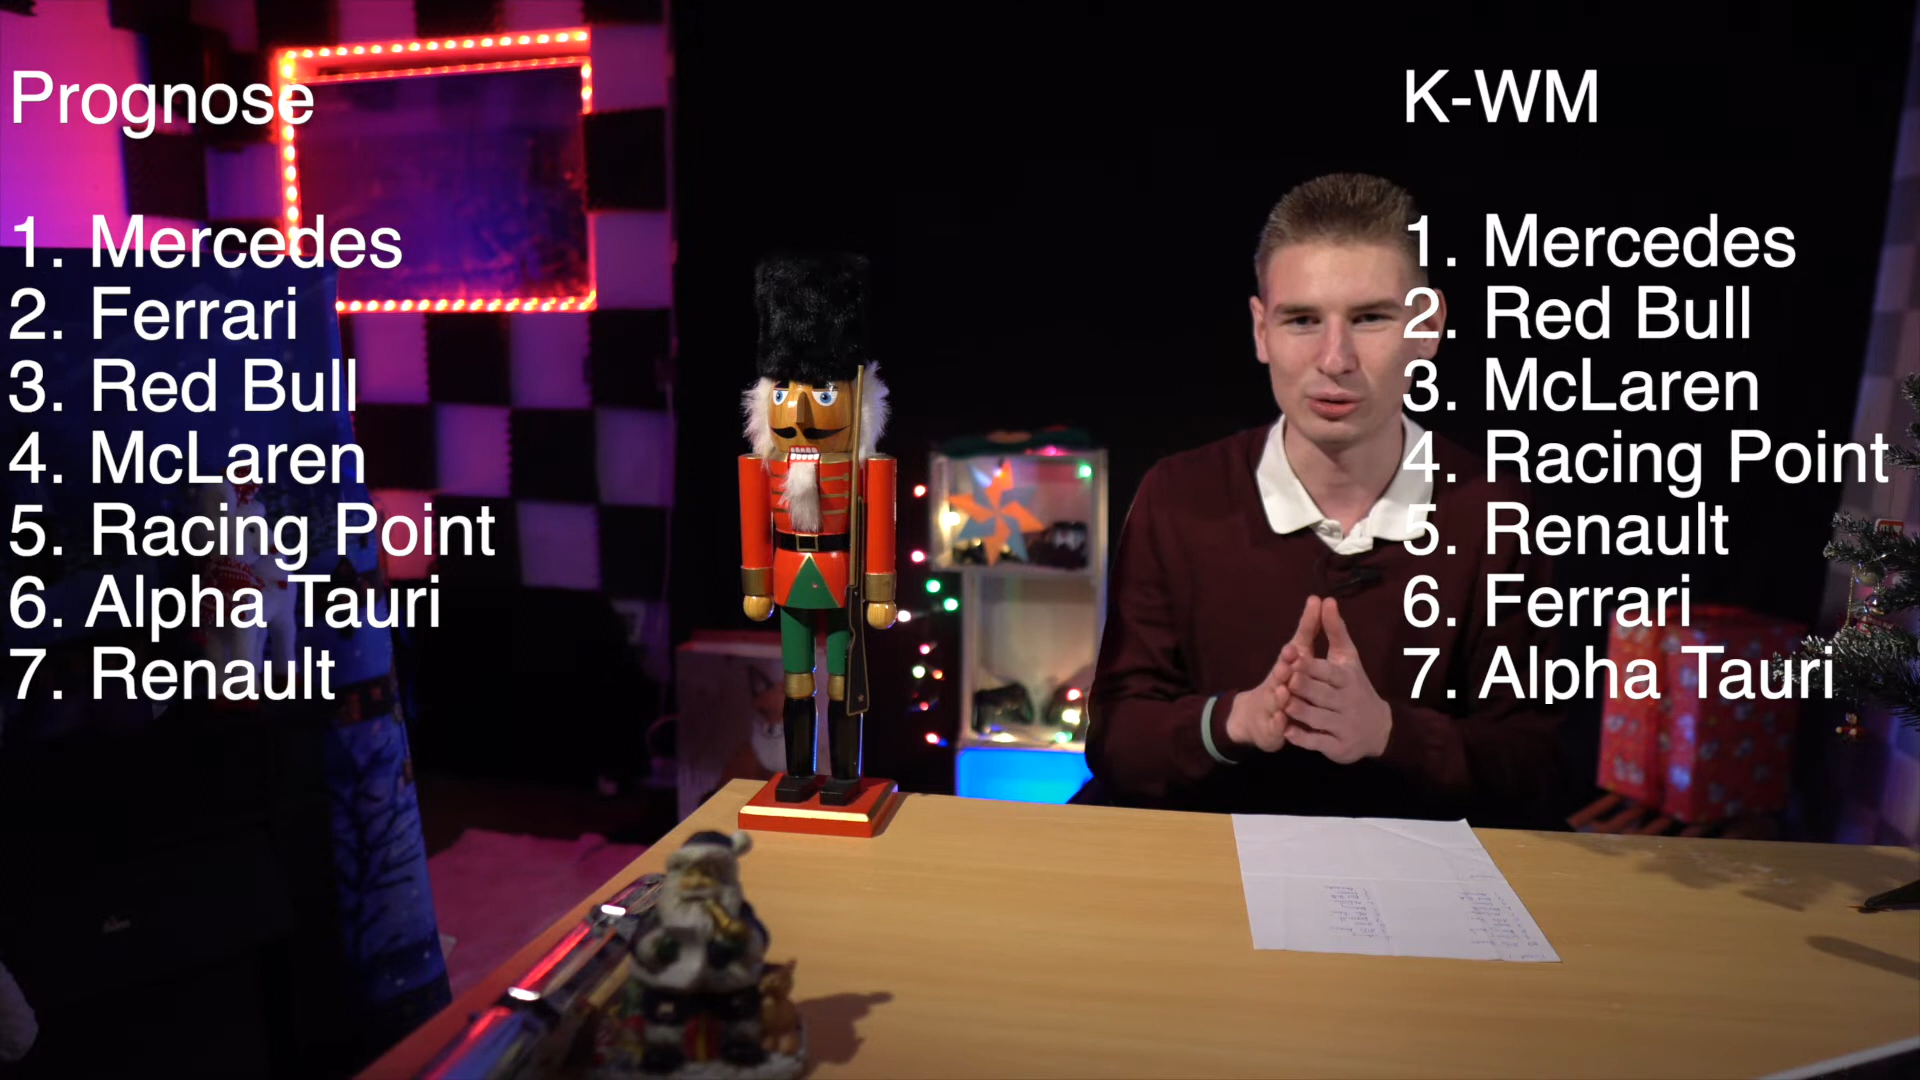 Prognose
1. Mercedes
2. Ferrari
3. Red Bull
4. McLaren
5. Racing Point
6. Alpha Tauri
7. Renault
K-WM
1. Mercedes
2. Red Bull
3. McLaren
4. Racing Point
5. Renault
6. Ferrari
7. Alpha Tauri